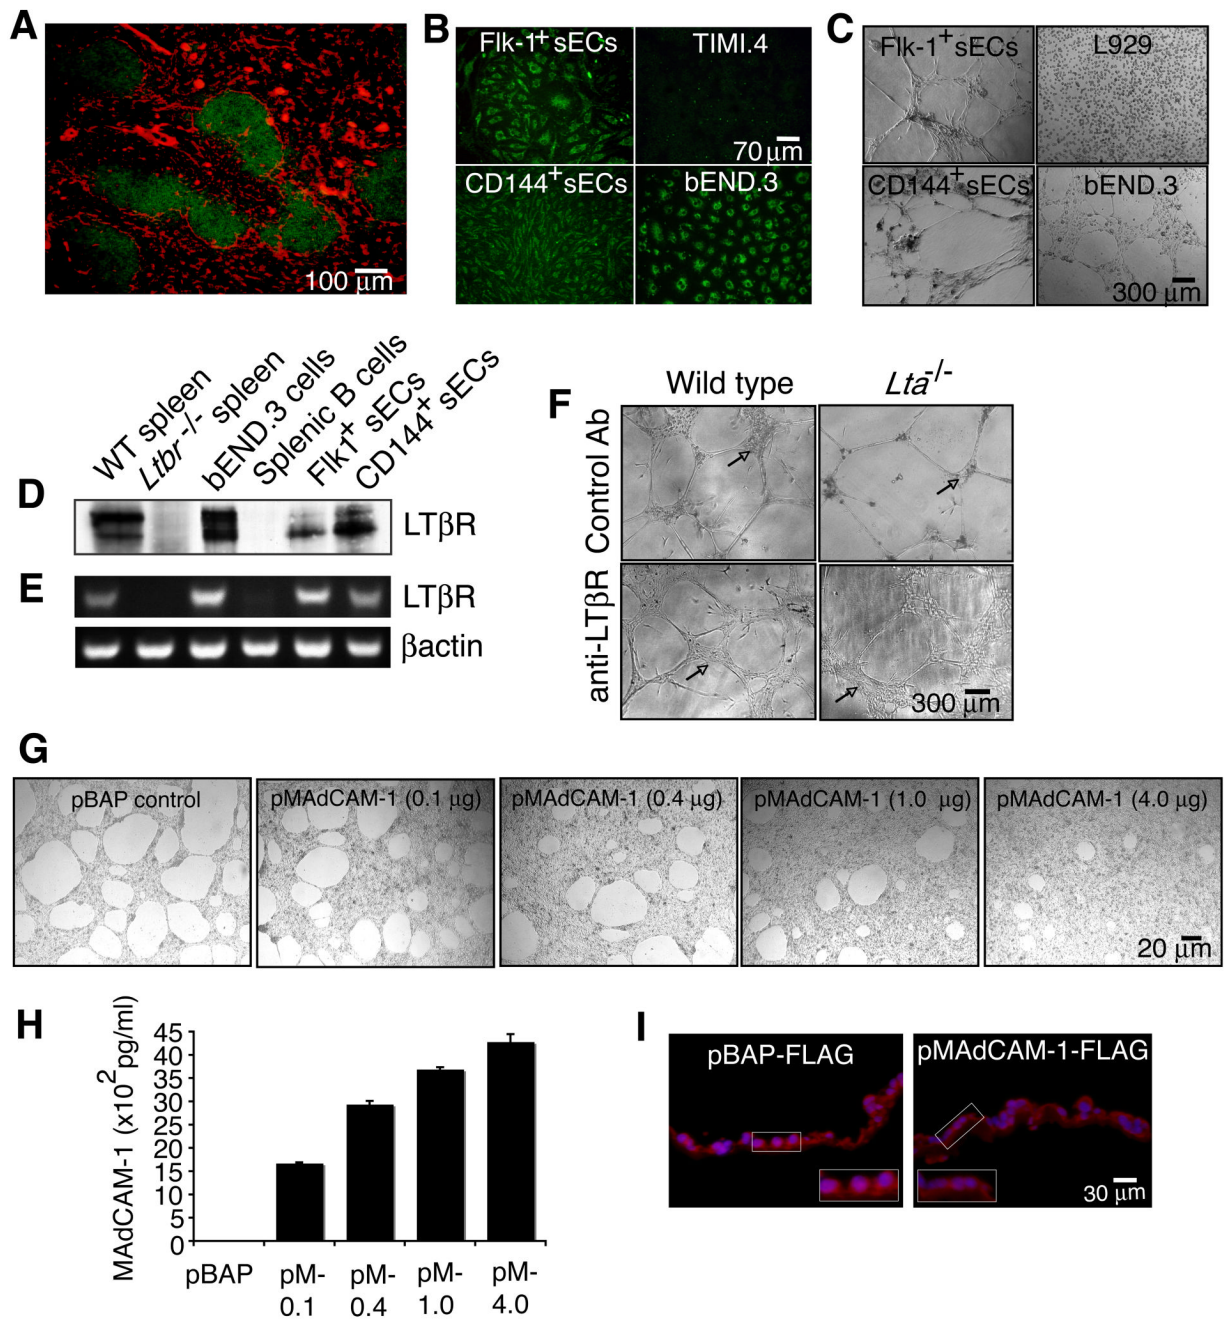 A
100 µm
B
Flk-1+ sECs
TIMI.4
70 µm
CD144+ sECs
bEND.3
C
Flk-1+ sECs
L929
CD144+ sECs
bEND.3
300 µm
WT spleen
Ltbr-/- spleen
bEND.3 cells
Splenic B cells
Flk1+ sECs
CD144+ sECs
D
LTβR
E
LTβR
βactin
F
Wild type
Lta-/-
Control Ab
anti-LTβR
300 µm
G
pBAP control
pMAdCAM-1 (0.1 µg)
pMAdCAM-1 (0.4 µg)
pMAdCAM-1 (1.0 µg)
pMAdCAM-1 (4.0 µg)
20 µm
H
MAdCAM-1 (x10² pg/ml)
45
40
35
30
25
20
15
10
5
0
pBAP
pM-
0.1
pM-
0.4
pM-
1.0
pM-
4.0
I
pBAP-FLAG
pMAdCAM-1-FLAG
30 µm